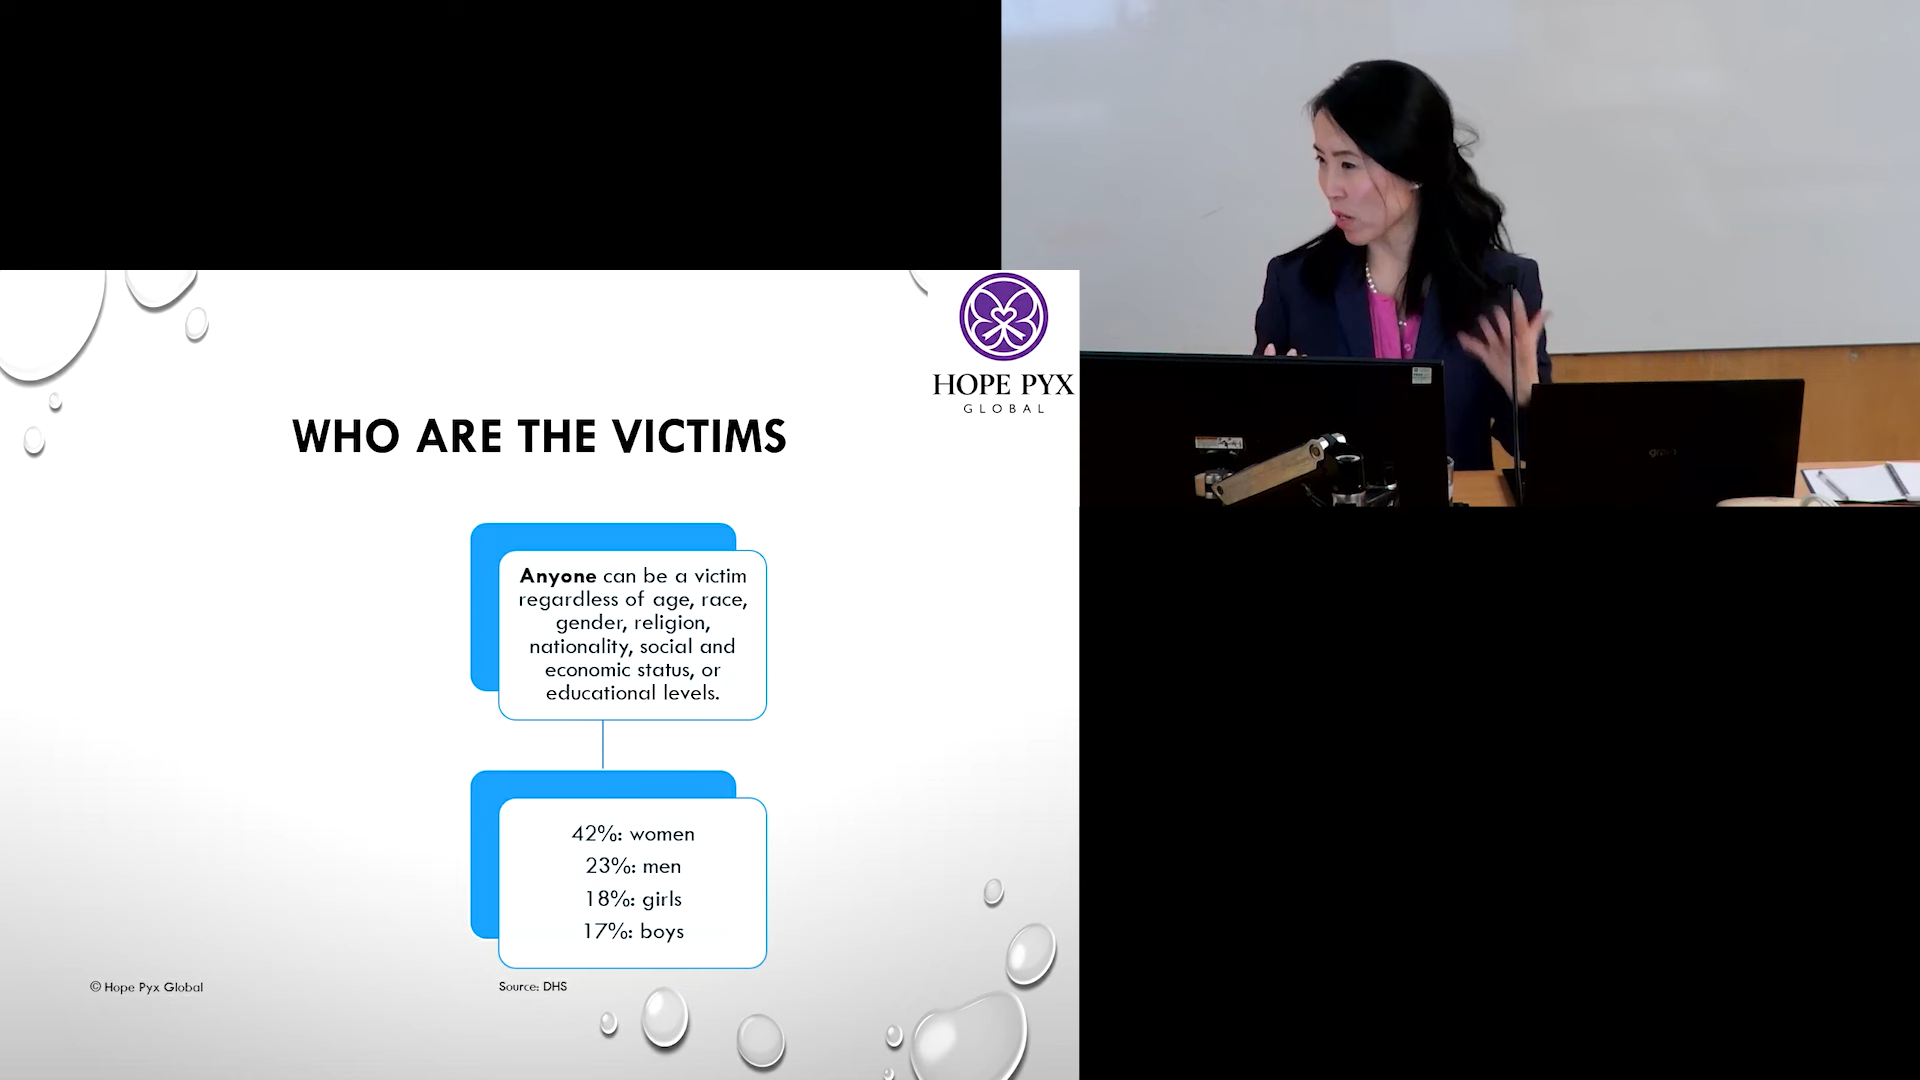 HOPE PYX
GLOBAL
WHO ARE THE VICTIMS
Anyone can be a victim
regardless of age, race,
gender, religion,
nationality, social and
economic status, or
educational levels.
42%: women
23%: men
18%: girls
17%: boys
© Hope Pyx Global
Source: DHS
gram